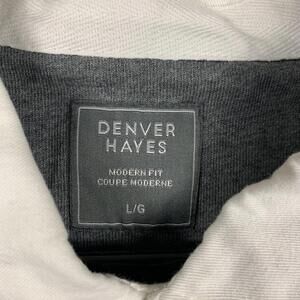 DENVER
HAYES
MODERN FIT
COUPE MODERNE
L/G